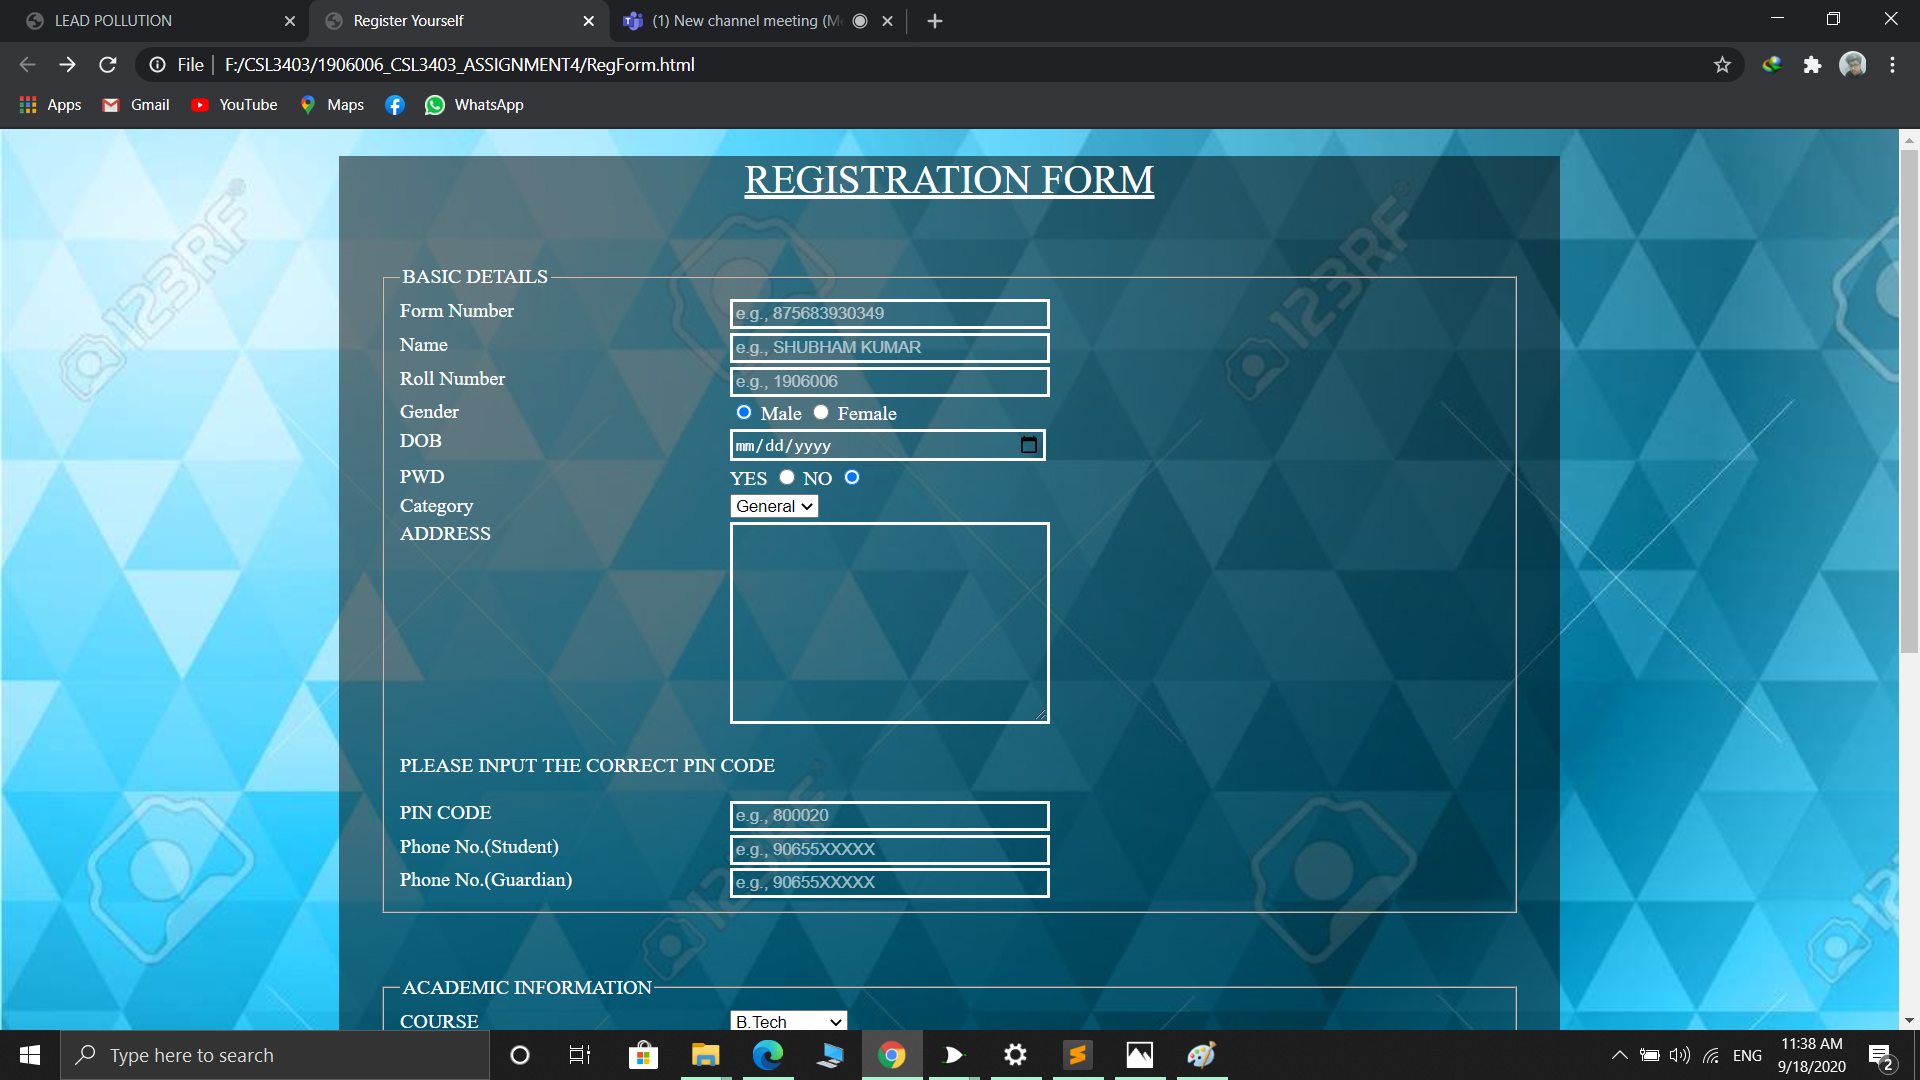 LEAD POLLUTION
Register Yourself
(1) New channel meeting (M
File
F:/CSL3403/1906006_CSL3403_ASSIGNMENT4/RegForm.html
Apps Gmail YouTube Maps WhatsApp
REGISTRATION FORM
BASIC DETAILS
Form Number e.g., 875683930349
Name e.g., SHUBHAM KUMAR
Roll Number e.g., 1906006
Gender Male Female
DOB mm/dd/yyyy
PWD YES NO
Category General
ADDRESS
PLEASE INPUT THE CORRECT PIN CODE
PIN CODE e.g., 800020
Phone No.(Student) e.g., 90655XXXXX
Phone No.(Guardian) e.g., 90655XXXXX
ACADEMIC INFORMATION
COURSE B.Tech
123RF
123RF
123RF
Type here to search
ENG
11:38 AM
9/18/2020
2